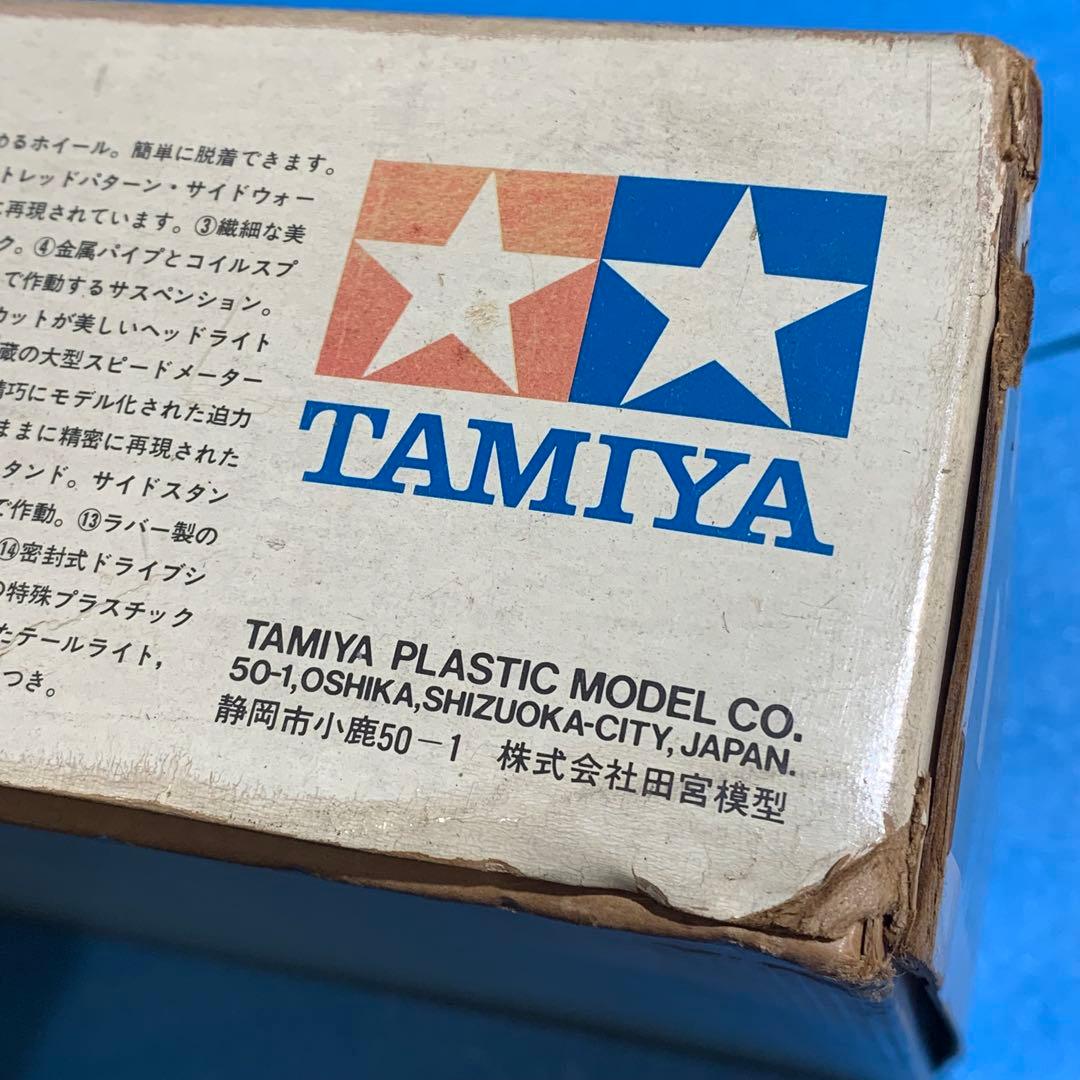 るホイール。簡単に脱着できます。
トレッドパターン・サイドウォー
再現されています。③繊細な美
ク。④金属パイプとコイルスプ
で作動するサスペンション。
カットが美しいヘッドライト
蔵の大型スピードメーター
精巧にモデル化された迫力
ままに精密に再現された
タンド。サイドスタン
で作動。⑬ラバー製の
⑭密封式ドライブシ
の特殊プラスチック
たテールライト,
つき。
TAMIYA
TAMIYA PLASTIC MODEL CO.
50-1,OSHIKA,SHIZUOKA-CITY,JAPAN.
静岡市小鹿50-1 株式会社田宮模型